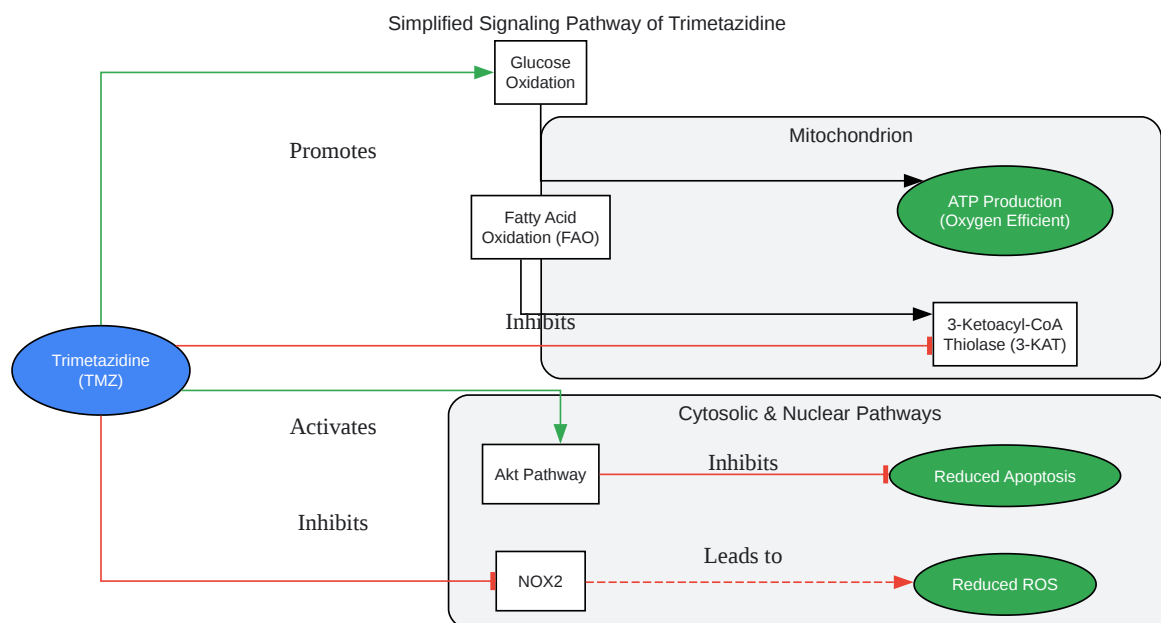 Simplified Signaling Pathway of Trimetazidine
Glucose
Oxidation
Mitochondrion
Promotes
ATP Production
(Oxygen Efficient)
Fatty Acid
Oxidation (FAO)
Inhibits
3-Ketoacyl-CoA
Thiolase (3-KAT)
Trimetazidine
(TMZ)
Cytosolic & Nuclear Pathways
Activates
Akt Pathway
Inhibits
Reduced Apoptosis
Inhibits
NOX2
Leads to
Reduced ROS